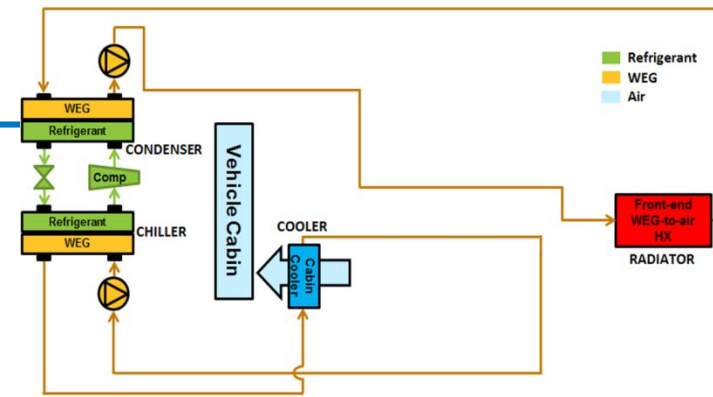 WEG
Refrigerant
CONDENSER
Comp
Refrigerant
WEG
CHILLER
Vehicle Cabin
COOLER
Cabin
Cooler
Refrigerant
WEG
Air
Front-end
WEG-to-air
HX
RADIATOR